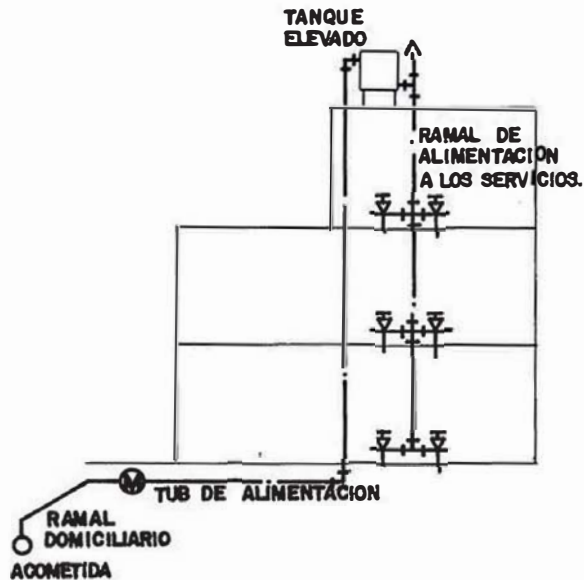 TANQUE
ELEVADO
RAMAL DE
ALIMENTACION
A LOS SERVICIOS.
M
TUB DE ALIMENTACION
RAMAL
DOMICILIARIO
ACOMETIDA